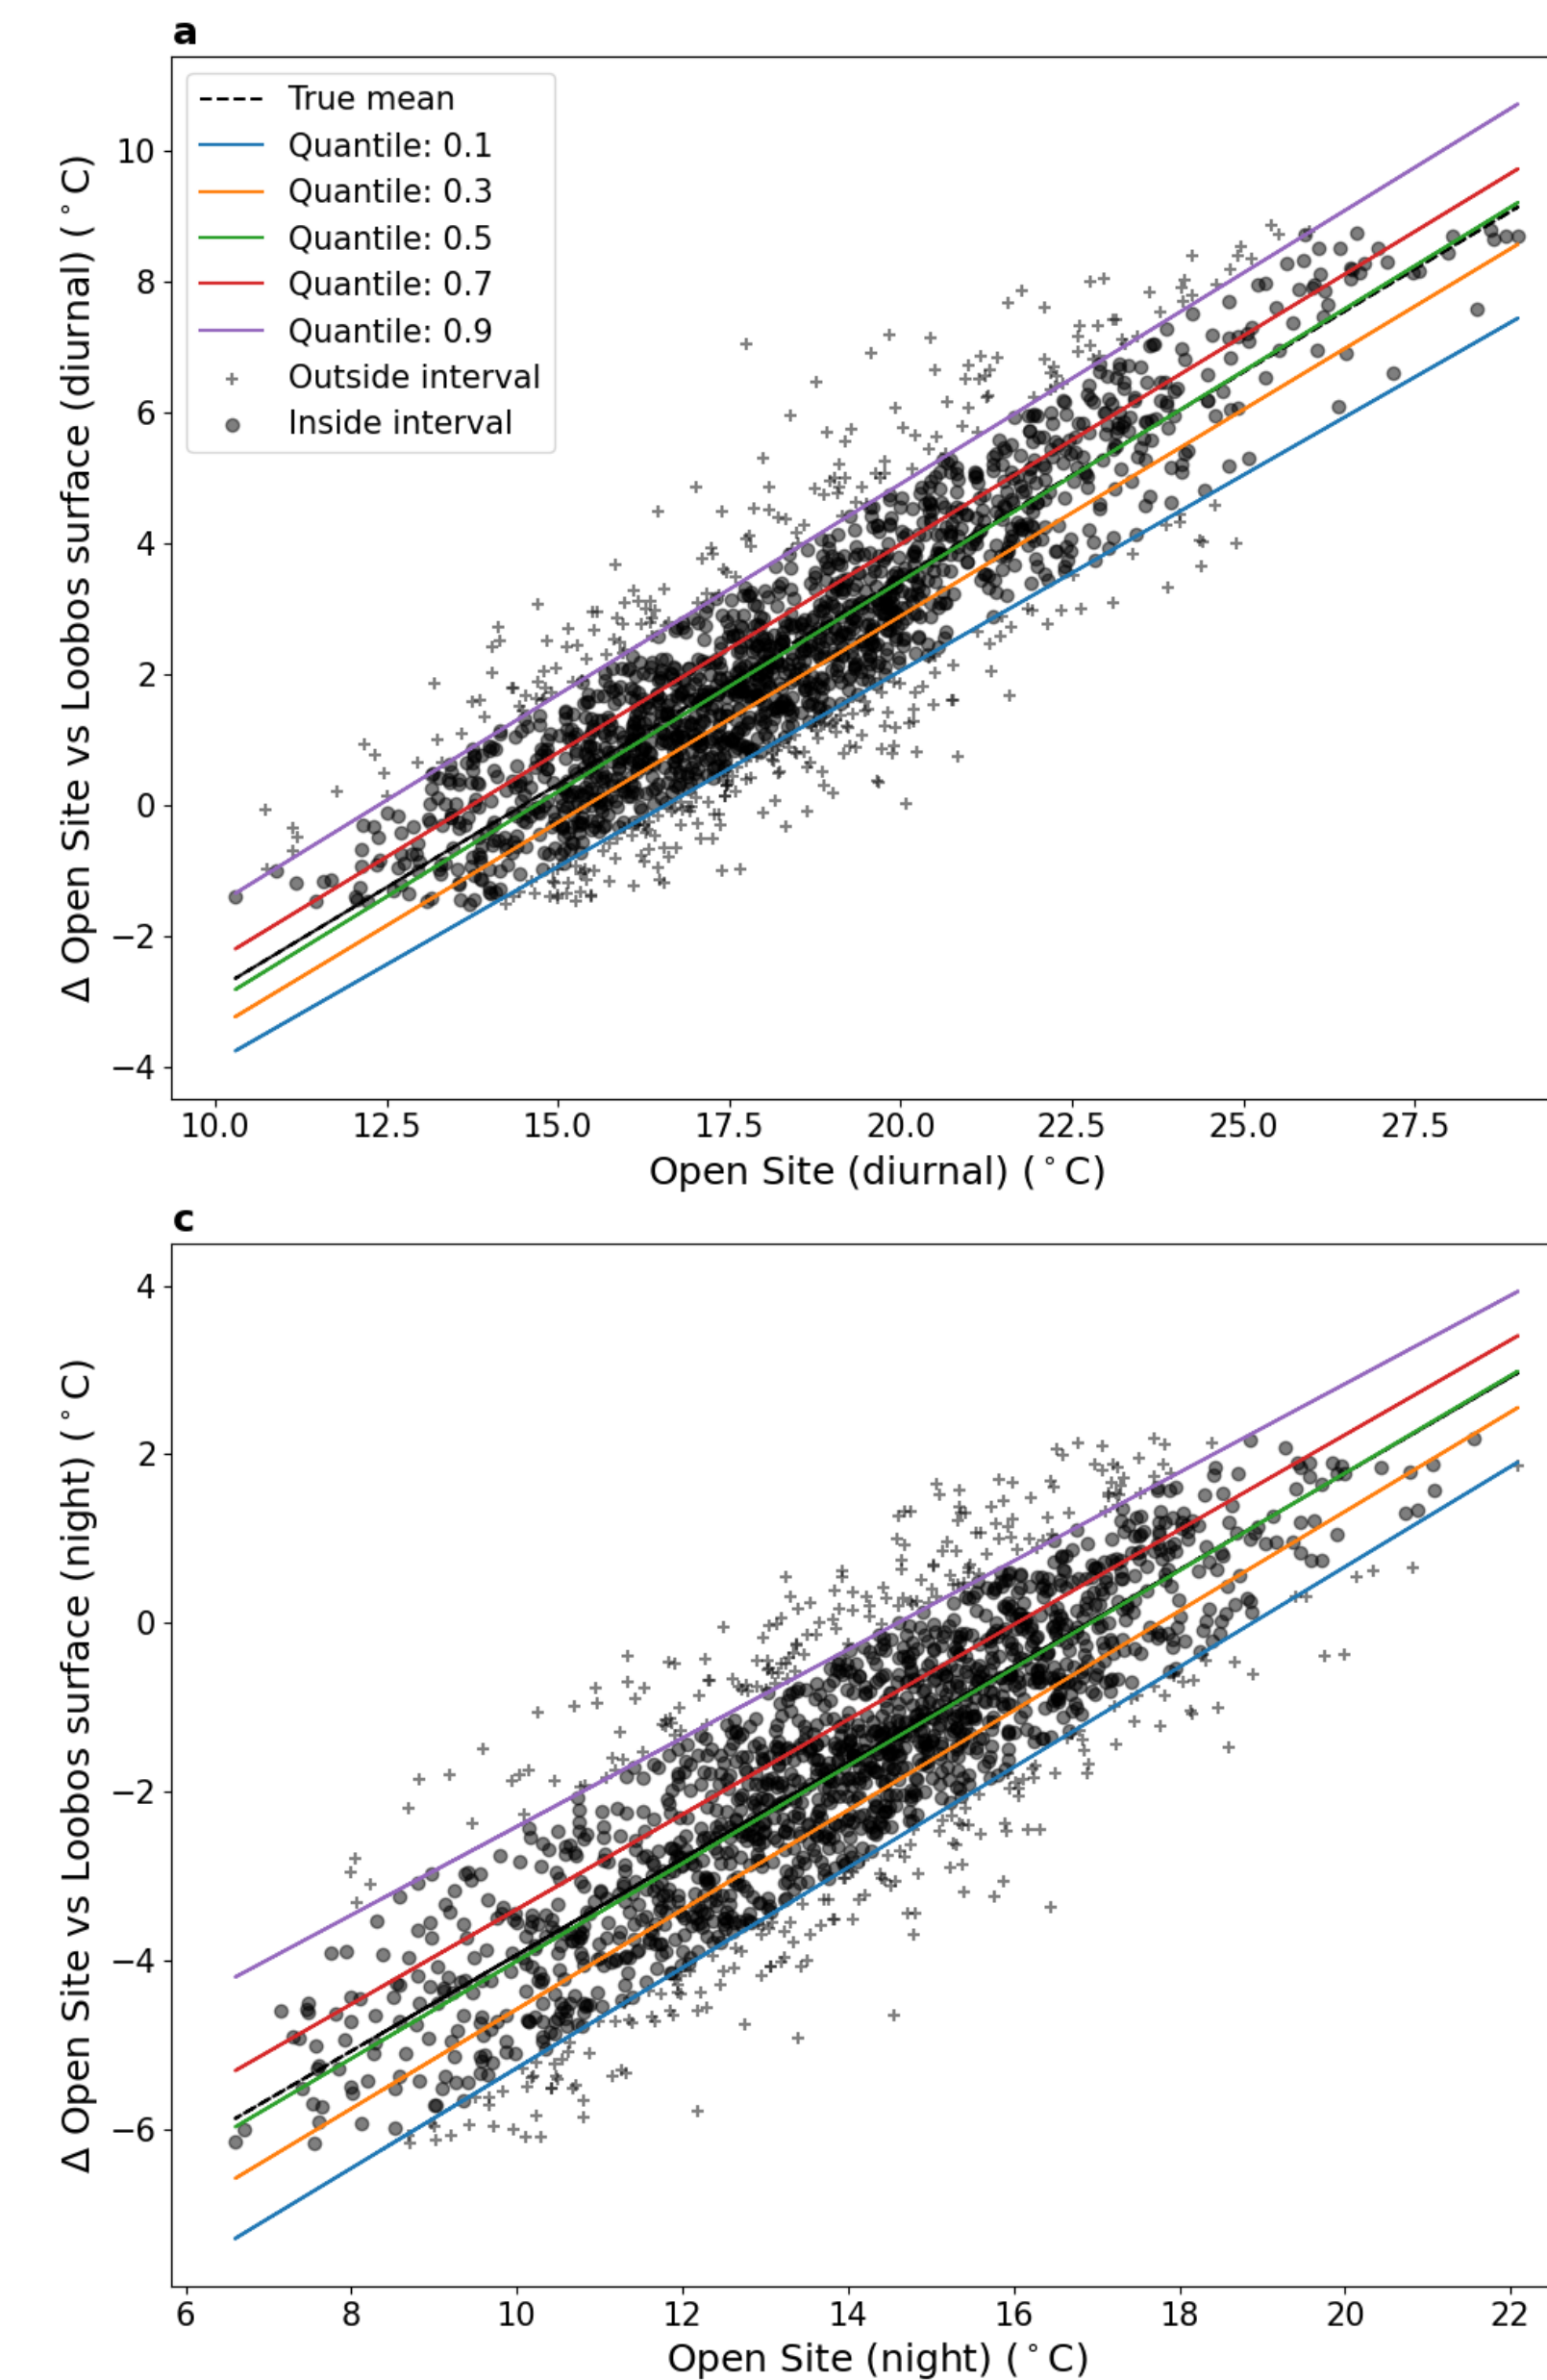 a
True mean
Quantile: 0.1
Quantile: 0.3
Quantile: 0.5
Quantile: 0.7
Quantile: 0.9
Outside interval
Inside interval
Δ Open Site vs Loobos surface (diurnal) (°C)
10
8
6
4
2
0
−2
−4
10.0 12.5 15.0 17.5 20.0 22.5 25.0 27.5
Open Site (diurnal) (°C)
c
Δ Open Site vs Loobos surface (night) (°C)
4
2
0
−2
−4
−6
6 8 10 12 14 16 18 20 22
Open Site (night) (°C)